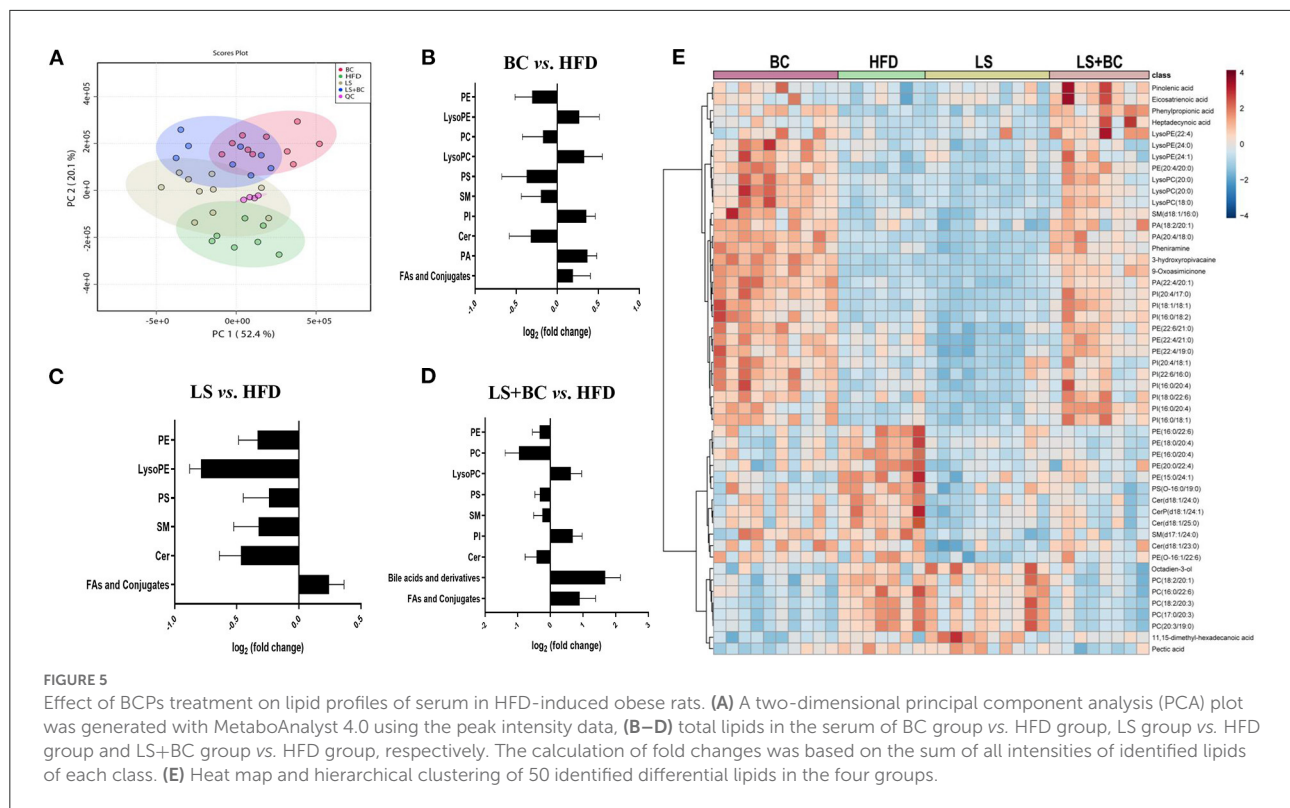 A
Scores Plot
BC
HFD
LS
LS+BC
QC
PC 2 ( 20.1 %)
4e+05
2e+05
0e+00
-2e+05
-4e+0
-5e+0
0e+00
5e+05
PC 1 ( 52.4 %)
B
BC vs. HFD
PE
LysoPE
PC
LysoPC
PS
SM
PI
Cer
PA
FAs and Conjugates
-1.0
-0.5
0.0
0.5
1.0
log2 (fold change)
C
LS vs. HFD
PE
LysoPE
PS
SM
Cer
FAs and Conjugates
-1.0
-0.5
0.0
0.5
log2 (fold change)
D
LS+BC vs. HFD
PE
PC
LysoPC
PS
SM
PI
Cer
Bile acids and derivatives
FAs and Conjugates
-2
-1
0
1
2
3
log2 (fold change)
E
BC
HFD
LS
LS+BC
class
Pinolenic acid
Eicosatrienoic acid
Phenylpropionic acid
Heptadecynoic acid
LysoPE(22:4)
LysoPE(24:0)
LysoPE(24:1)
PE(20:4/20:0)
LysoPC(20:0)
LysoPC(20:0)
LysoPC(18:0)
SM(d18:1/16:0)
PA(18:2/20:1)
PA(20:4/18:0)
Pheniramine
3-hydroxyropivacaine
9-Oxoasimicinone
PA(22:4/20:1)
PI(20:4/17:0)
PI(18:1/18:1)
PI(16:0/18:2)
PE(22:6/21:0)
PE(22:4/21:0)
PE(22:4/19:0)
PI(20:4/18:1)
PI(22:6/16:0)
PI(16:0/20:4)
PI(18:0/22:6)
PI(16:0/20:4)
PI(16:0/18:1)
PE(16:0/22:6)
PE(18:0/20:4)
PE(16:0/20:4)
PE(20:0/22:4)
PE(15:0/24:1)
PS(O-16:0/19:0)
Cer(d18:1/24:0)
CerP(d18:1/24:1)
Cer(d18:1/25:0)
SM(d17:1/24:0)
Cer(d18:1/23:0)
PE(O-16:1/22:6)
Octadien-3-ol
PC(18:2/20:1)
PC(16:0/22:6)
PC(18:2/20:3)
PC(17:0/20:3)
PC(20:3/19:0)
11,15-dimethyl-hexadecanoic acid
Pectic acid
4
2
0
-2
-4
FIGURE 5
Effect of BCPs treatment on lipid profiles of serum in HFD-induced obese rats. (A) A two-dimensional principal component analysis (PCA) plot
was generated with MetaboAnalyst 4.0 using the peak intensity data, (B–D) total lipids in the serum of BC group vs. HFD group, LS group vs. HFD
group and LS+BC group vs. HFD group, respectively. The calculation of fold changes was based on the sum of all intensities of identified lipids
of each class. (E) Heat map and hierarchical clustering of 50 identified differential lipids in the four groups.